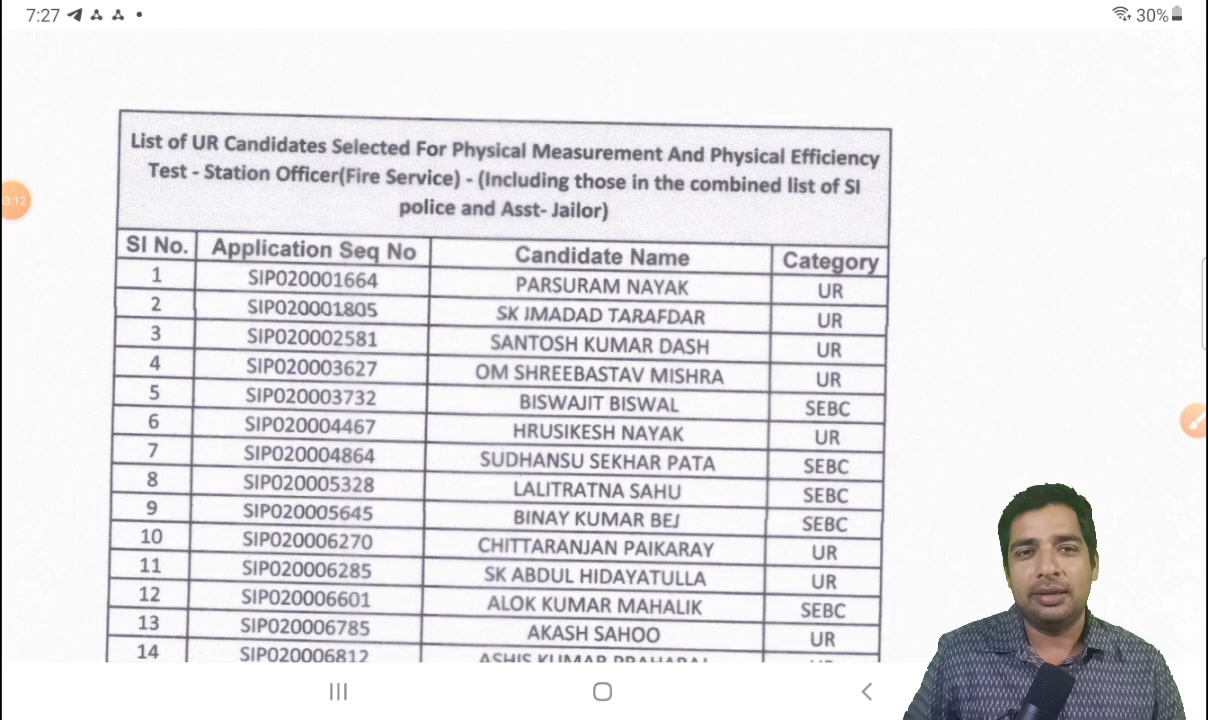 7:27
30%
03:12
List of UR Candidates Selected For Physical Measurement And Physical Efficiency
Test - Station Officer(Fire Service) - (Including those in the combined list of SI
police and Asst- Jailor)
SI No. Application Seq No Candidate Name Category
1 SIP020001664 PARSURAM NAYAK UR
2 SIP020001805 SK IMADAD TARAFDAR UR
3 SIP020002581 SANTOSH KUMAR DASH UR
4 SIP020003627 OM SHREEBASTAV MISHRA UR
5 SIP020003732 BISWAJIT BISWAL SEBC
6 SIP020004467 HRUSIKESH NAYAK UR
7 SIP020004864 SUDHANSU SEKHAR PATA SEBC
8 SIP020005328 LALITRATNA SAHU SEBC
9 SIP020005645 BINAY KUMAR BEJ SEBC
10 SIP020006270 CHITTARANJAN PAIKARAY UR
11 SIP020006285 SK ABDUL HIDAYATULLA UR
12 SIP020006601 ALOK KUMAR MAHALIK SEBC
13 SIP020006785 AKASH SAHOO UR
14 SIP020006812 ASHIS KUMAR